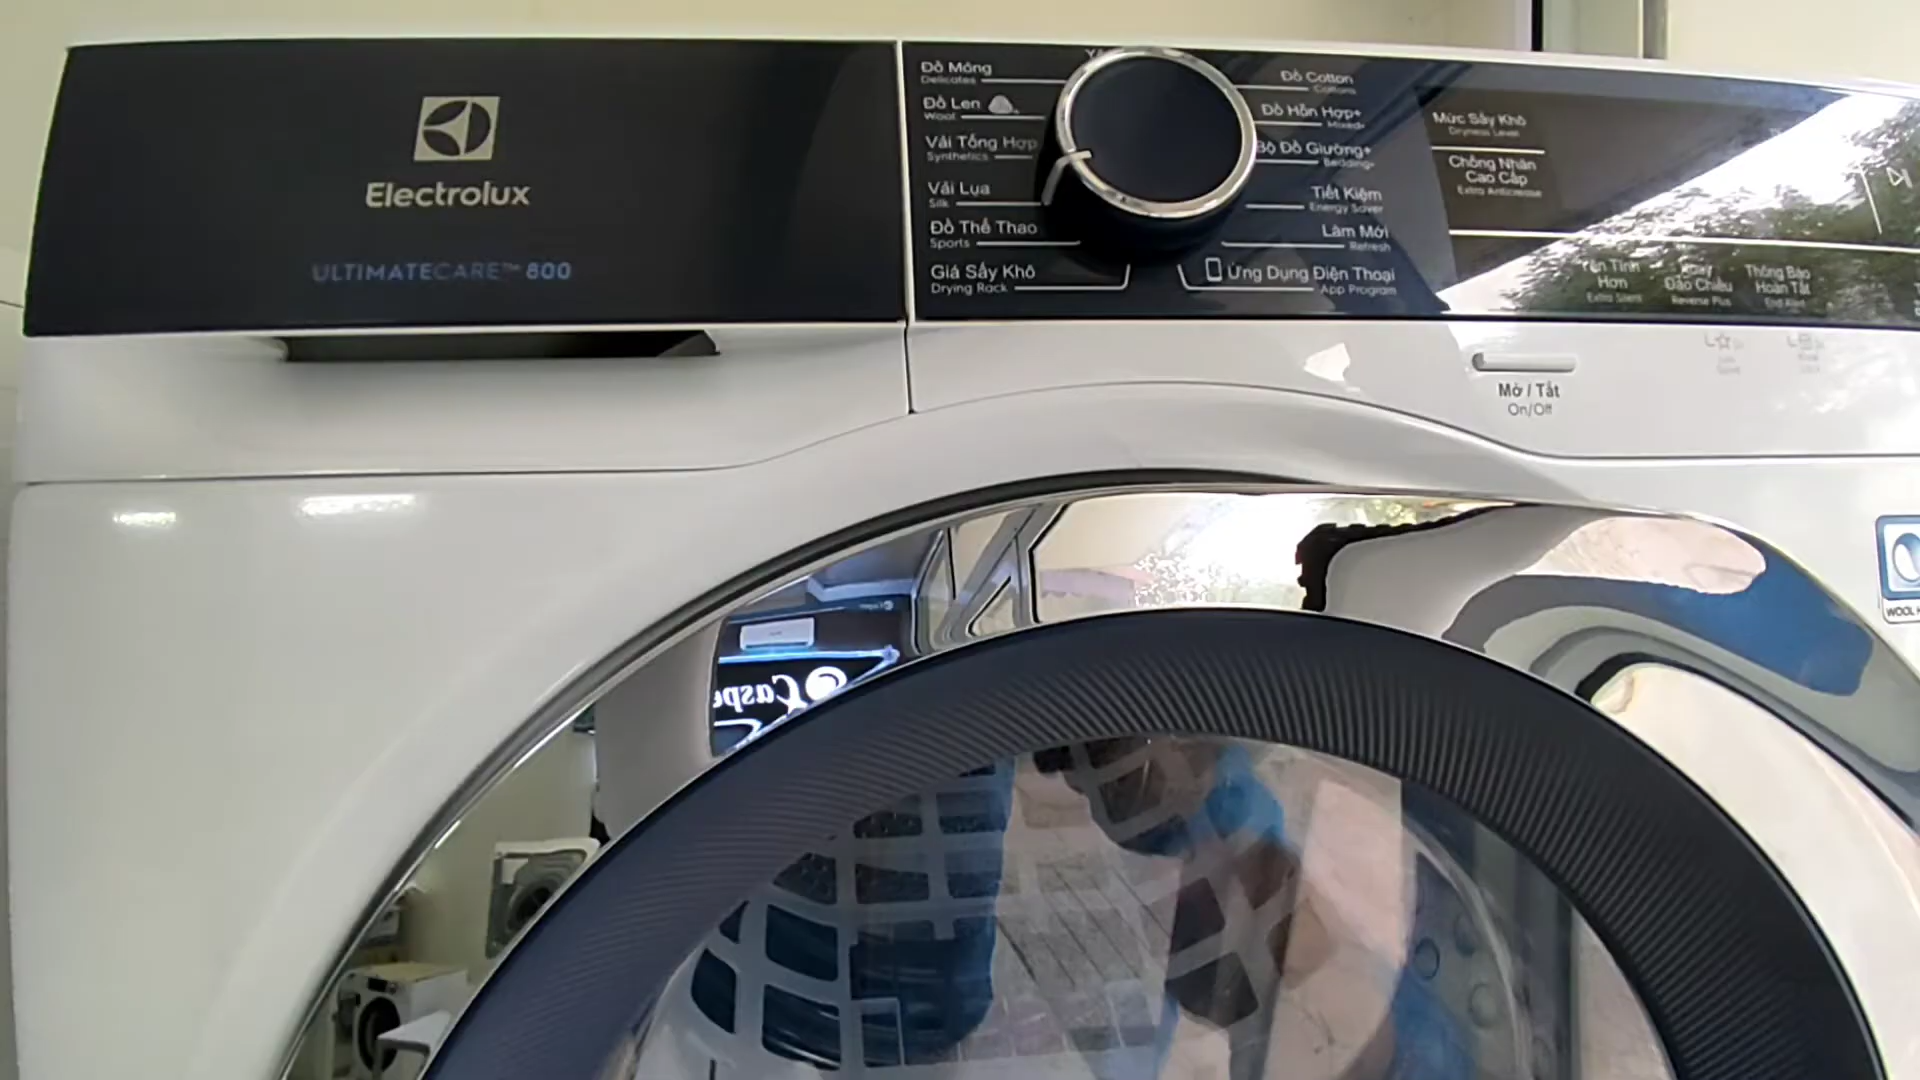 Electrolux
ULTIMATECARE™ 800
Đồ Mỏng
Delicates
Đồ Len
Wool
Vải Tổng Hợp
Synthetics
Vải Lụa
Silk
Đồ Thể Thao
Sports
Giá Sấy Khô
Drying Rack
Đồ Cotton
Cottons
Đồ Hỗn Hợp+
Mixed+
Bộ Đồ Giường+
Bedding+
Tiết Kiệm
Energy Saver
Làm Mới
Refresh
Ứng Dụng Điện Thoại
App Program
Mức Sấy Khô
Dryness Level
Chống Nhăn
Cao Cấp
Extra Anticrease
Yên Tĩnh
Hơn
Extra Silent
Đảo Chiều
Reverse Plus
Thông Báo
Hoàn Tất
End Alert
Mở / Tắt
On/Off
WOOL